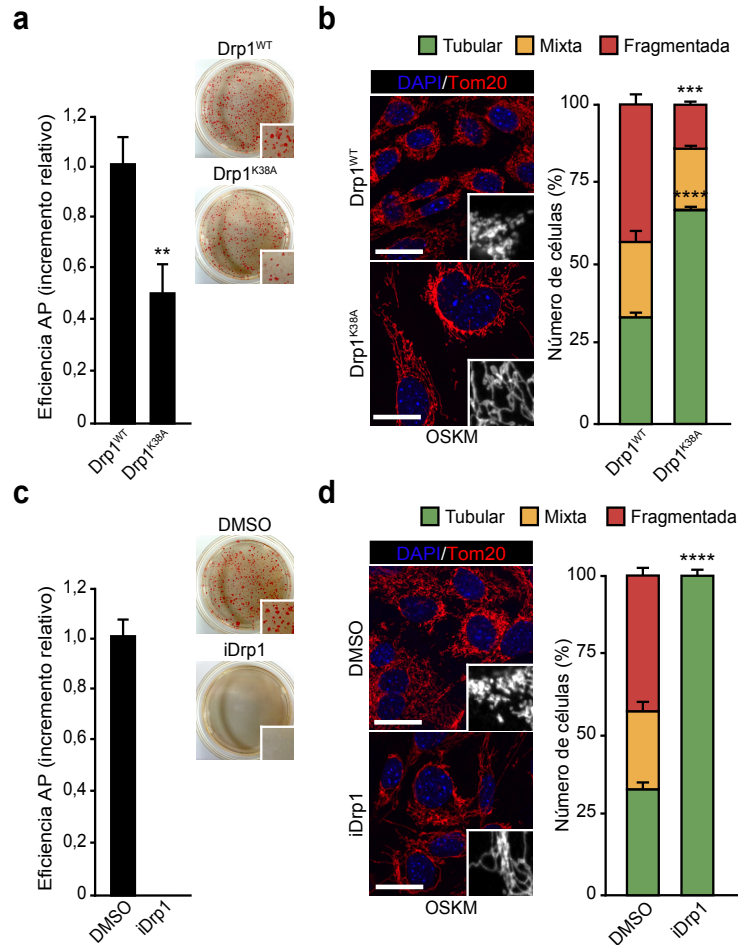 a
Drp1WT
Drp1K38A
Eficiencia AP (incremento relativo)
1,2
1,0
0,8
0,6
0,4
0,2
0
**
Drp1WT
Drp1K38A
b
Tubular Mixta Fragmentada
DAPI/Tom20
Drp1WT
Drp1K38A
OSKM
Número de células (%)
100
75
50
25
0
***
****
Drp1WT
Drp1K38A
c
DMSO
iDrp1
Eficiencia AP (incremento relativo)
1,2
1,0
1,0
0,8
0,6
0,4
0,2
0
DMSO
iDrp1
d
Tubular Mixta Fragmentada
DAPI/Tom20
DMSO
iDrp1
OSKM
Número de células (%)
100
75
50
25
0
****
DMSO
iDrp1